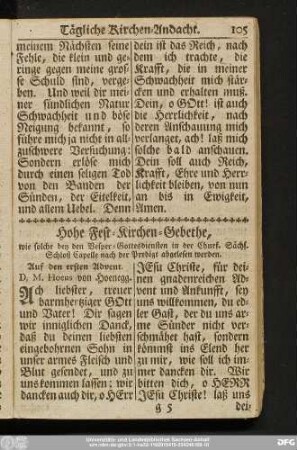 Tägliche Kirchen-Andacht. 105
meinem Nächsten seine
Fehle, die klein und ge-
ringe gegen meine gros-
se Schuld sind, verge-
ben. Und weil dir mei-
ner sündlichen Natur
Schwachheit und böse
Neigung bekannt, so
führe mich ja nicht in all-
zuschwere Versuchung:
Sondern erlöse mich
durch einen seligen Tod
von den Banden der
Sünden, der Eitelkeit,
und allem Uebel. Denn
dein ist das Reich, nach
dem ich trachte, die
Krafft, die in meiner
Schwachheit mich stär-
cken und erhalten muß.
Dein, o GOtt! ist auch
die Herrlichkeit, nach
deren Anschauung mich
verlanget, ach! laß mich
solche bald anschauen.
Dein soll auch Reich,
Krafft, Ehre und Herr-
lichkeit bleiben, von nun
an bis in Ewigkeit,
Amen.
Hohe Fest-Kirchen-Gebethe,
wie solche bey den Vesper-Gottesdiensten in der Churf. Sächs.
Schloß Capelle nach der Predigt abgelesen werden.
Auf den ersten Advent.
D. M. Hoens von Hoenegg.
ACh liebster, treuer
barmhertziger GOtt
und Vater! Dir sagen
wir inniglichen Danck,
daß du deinen liebsten
eingebohrnen Sohn in
unser armes Fleisch und
Blut gesendet, und zu
uns kommen lassen: wir
dancken auch dir, o HErr
JEsu Christe, für dei-
nen gnadenreichen Ad-
vent und Ankunfft, sey
uns willkommen, du ed-
ler Gast, der du uns ar-
me Sünder nicht ver-
schmähet hast, sondern
kömmst ins Elend her
zu mir, wie soll ich im-
mer dancken dir. Wir
bitten dich, o HERR
JEsu Christe! laß uns
g 5 dei-